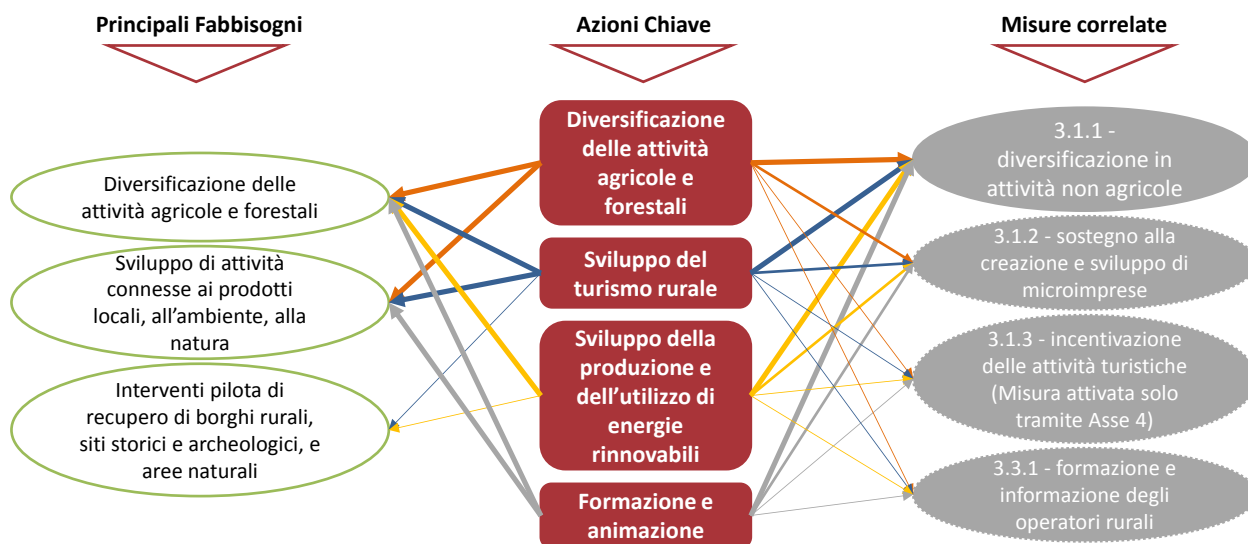 Principali Fabbisogni
Azioni Chiave
Misure correlate
Diversificazione delle
attività agricole e forestali
Sviluppo di attività
connesse ai prodotti
locali, all'ambiente, alla
natura
Interventi pilota di
recupero di borghi rurali,
siti storici e archeologici, e
aree naturali
Diversificazione
delle attività
agricole e
forestali
Sviluppo del
turismo rurale
Sviluppo della
produzione e
dell'utilizzo di
energie
rinnovabili
Formazione e
animazione
3.1.1 -
diversificazione in
attività non agricole
3.1.2 - sostegno alla
creazione e sviluppo di
microimprese
3.1.3 - incentivazione
delle attività turistiche
(Misura attivata solo
tramite Asse 4)
3.3.1 - formazione e
informazione degli
operatori rurali